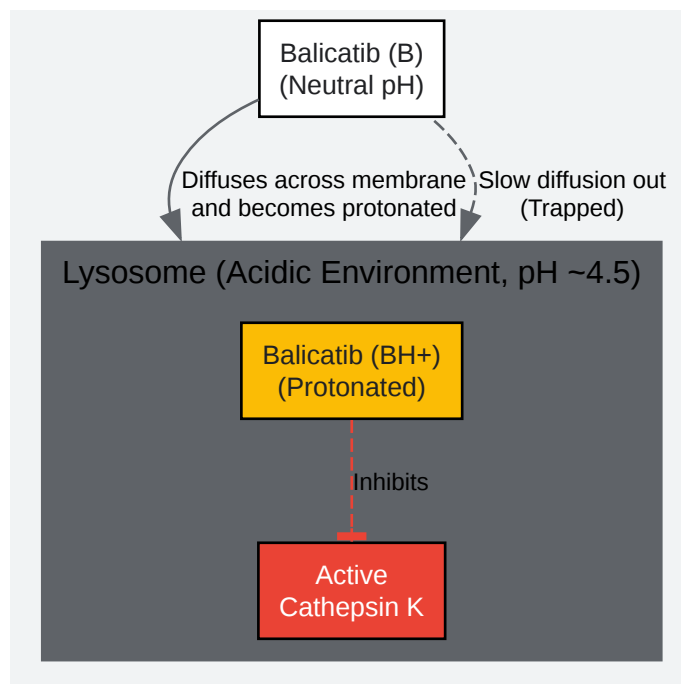 Balicatib (B)
(Neutral pH)
Diffuses across membrane
and becomes protonated
Slow diffusion out
(Trapped)
Lysosome (Acidic Environment, pH ~4.5)
Balicatib (BH+)
(Protonated)
Inhibits
Active
Cathepsin K